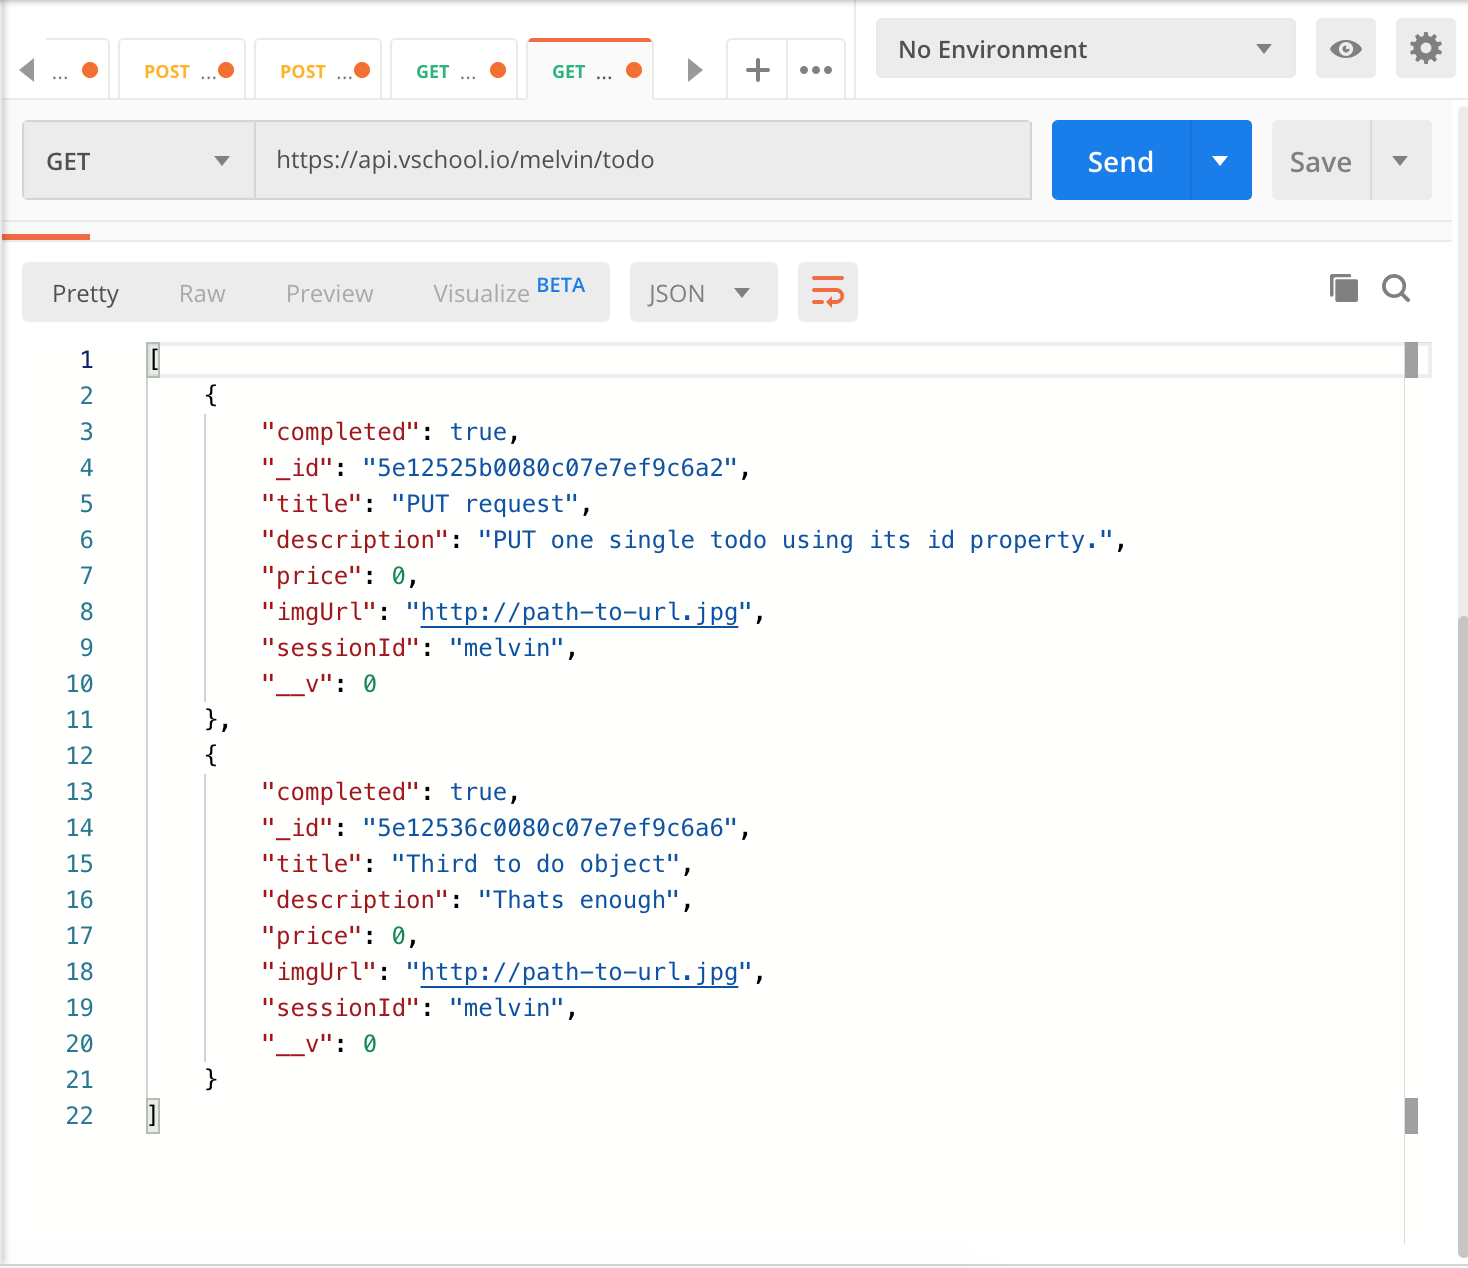 ... POST ... POST ... GET ... GET ... No Environment
GET https://api.vschool.io/melvin/todo Send Save
Pretty Raw Preview Visualize BETA JSON
1 [
2 {
3 "completed": true,
4 "_id": "5e12525b0080c07e7ef9c6a2",
5 "title": "PUT request",
6 "description": "PUT one single todo using its id property.",
7 "price": 0,
8 "imgUrl": "http://path-to-url.jpg",
9 "sessionId": "melvin",
10 "__v": 0
11 },
12 {
13 "completed": true,
14 "_id": "5e12536c0080c07e7ef9c6a6",
15 "title": "Third to do object",
16 "description": "Thats enough",
17 "price": 0,
18 "imgUrl": "http://path-to-url.jpg",
19 "sessionId": "melvin",
20 "__v": 0
21 }
22 ]